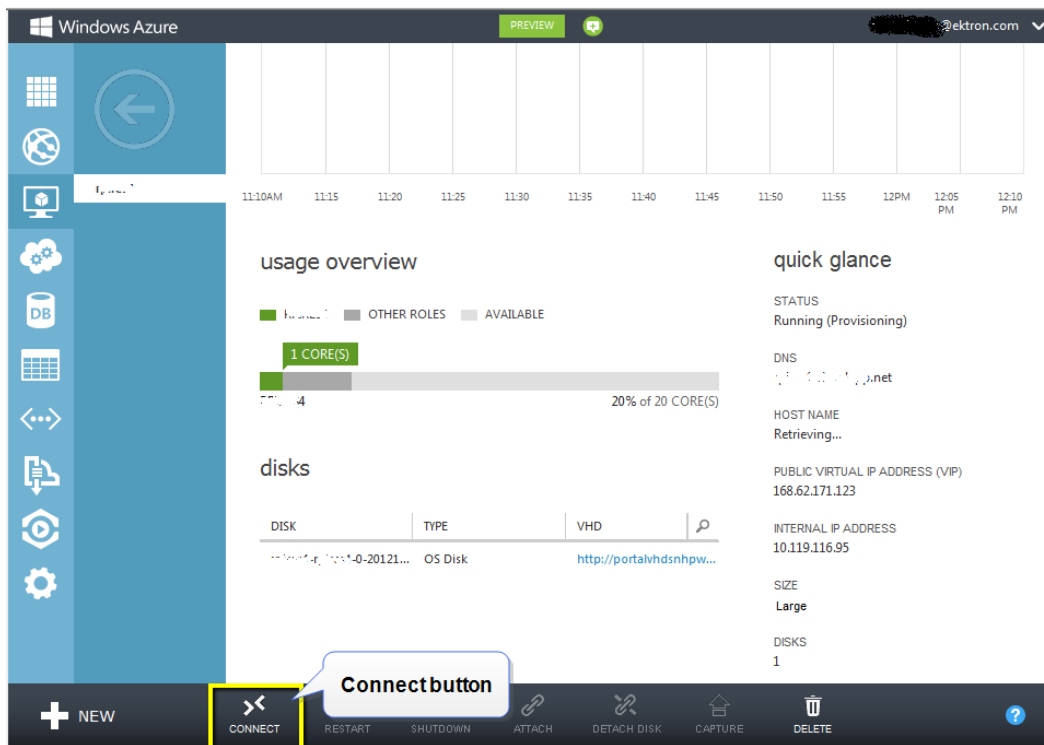 Windows Azure
PREVIEW
@ektron.com
11:10AM 11:15 11:20 11:25 11:30 11:35 11:40 11:45 11:50 11:55 12PM 12:05 PM 12:10 PM
usage overview
OTHER ROLES AVAILABLE
1 CORE(S)
20% of 20 CORE(S)
disks
DISK TYPE VHD
-0-20121... OS Disk http://portalvhdsnhpw...
quick glance
STATUS
Running (Provisioning)
DNS
.net
HOST NAME
Retrieving...
PUBLIC VIRTUAL IP ADDRESS (VIP)
168.62.171.123
INTERNAL IP ADDRESS
10.119.116.95
SIZE
Large
DISKS
1
DB
Connect button
NEW
CONNECT
RESTART
SHUTDOWN
ATTACH
DETACH DISK
CAPTURE
DELETE
?